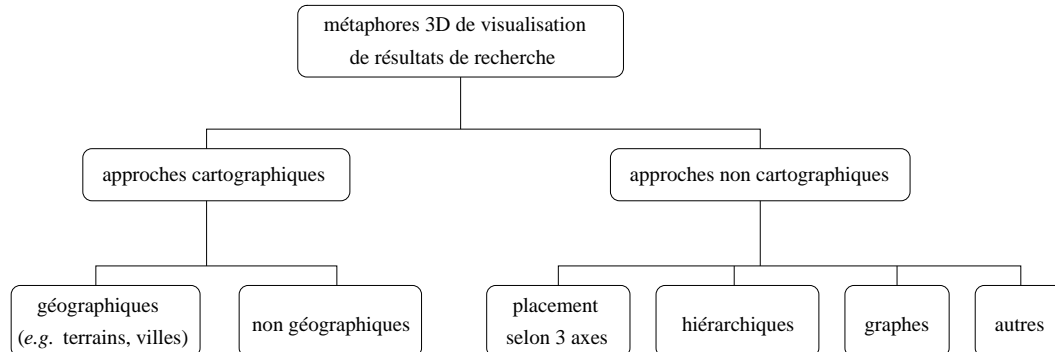 métaphores 3D de visualisation
de résultats de recherche
approches cartographiques
approches non cartographiques
géographiques
(e.g. terrains, villes)
non géographiques
placement
selon 3 axes
hiérarchiques
graphes
autres